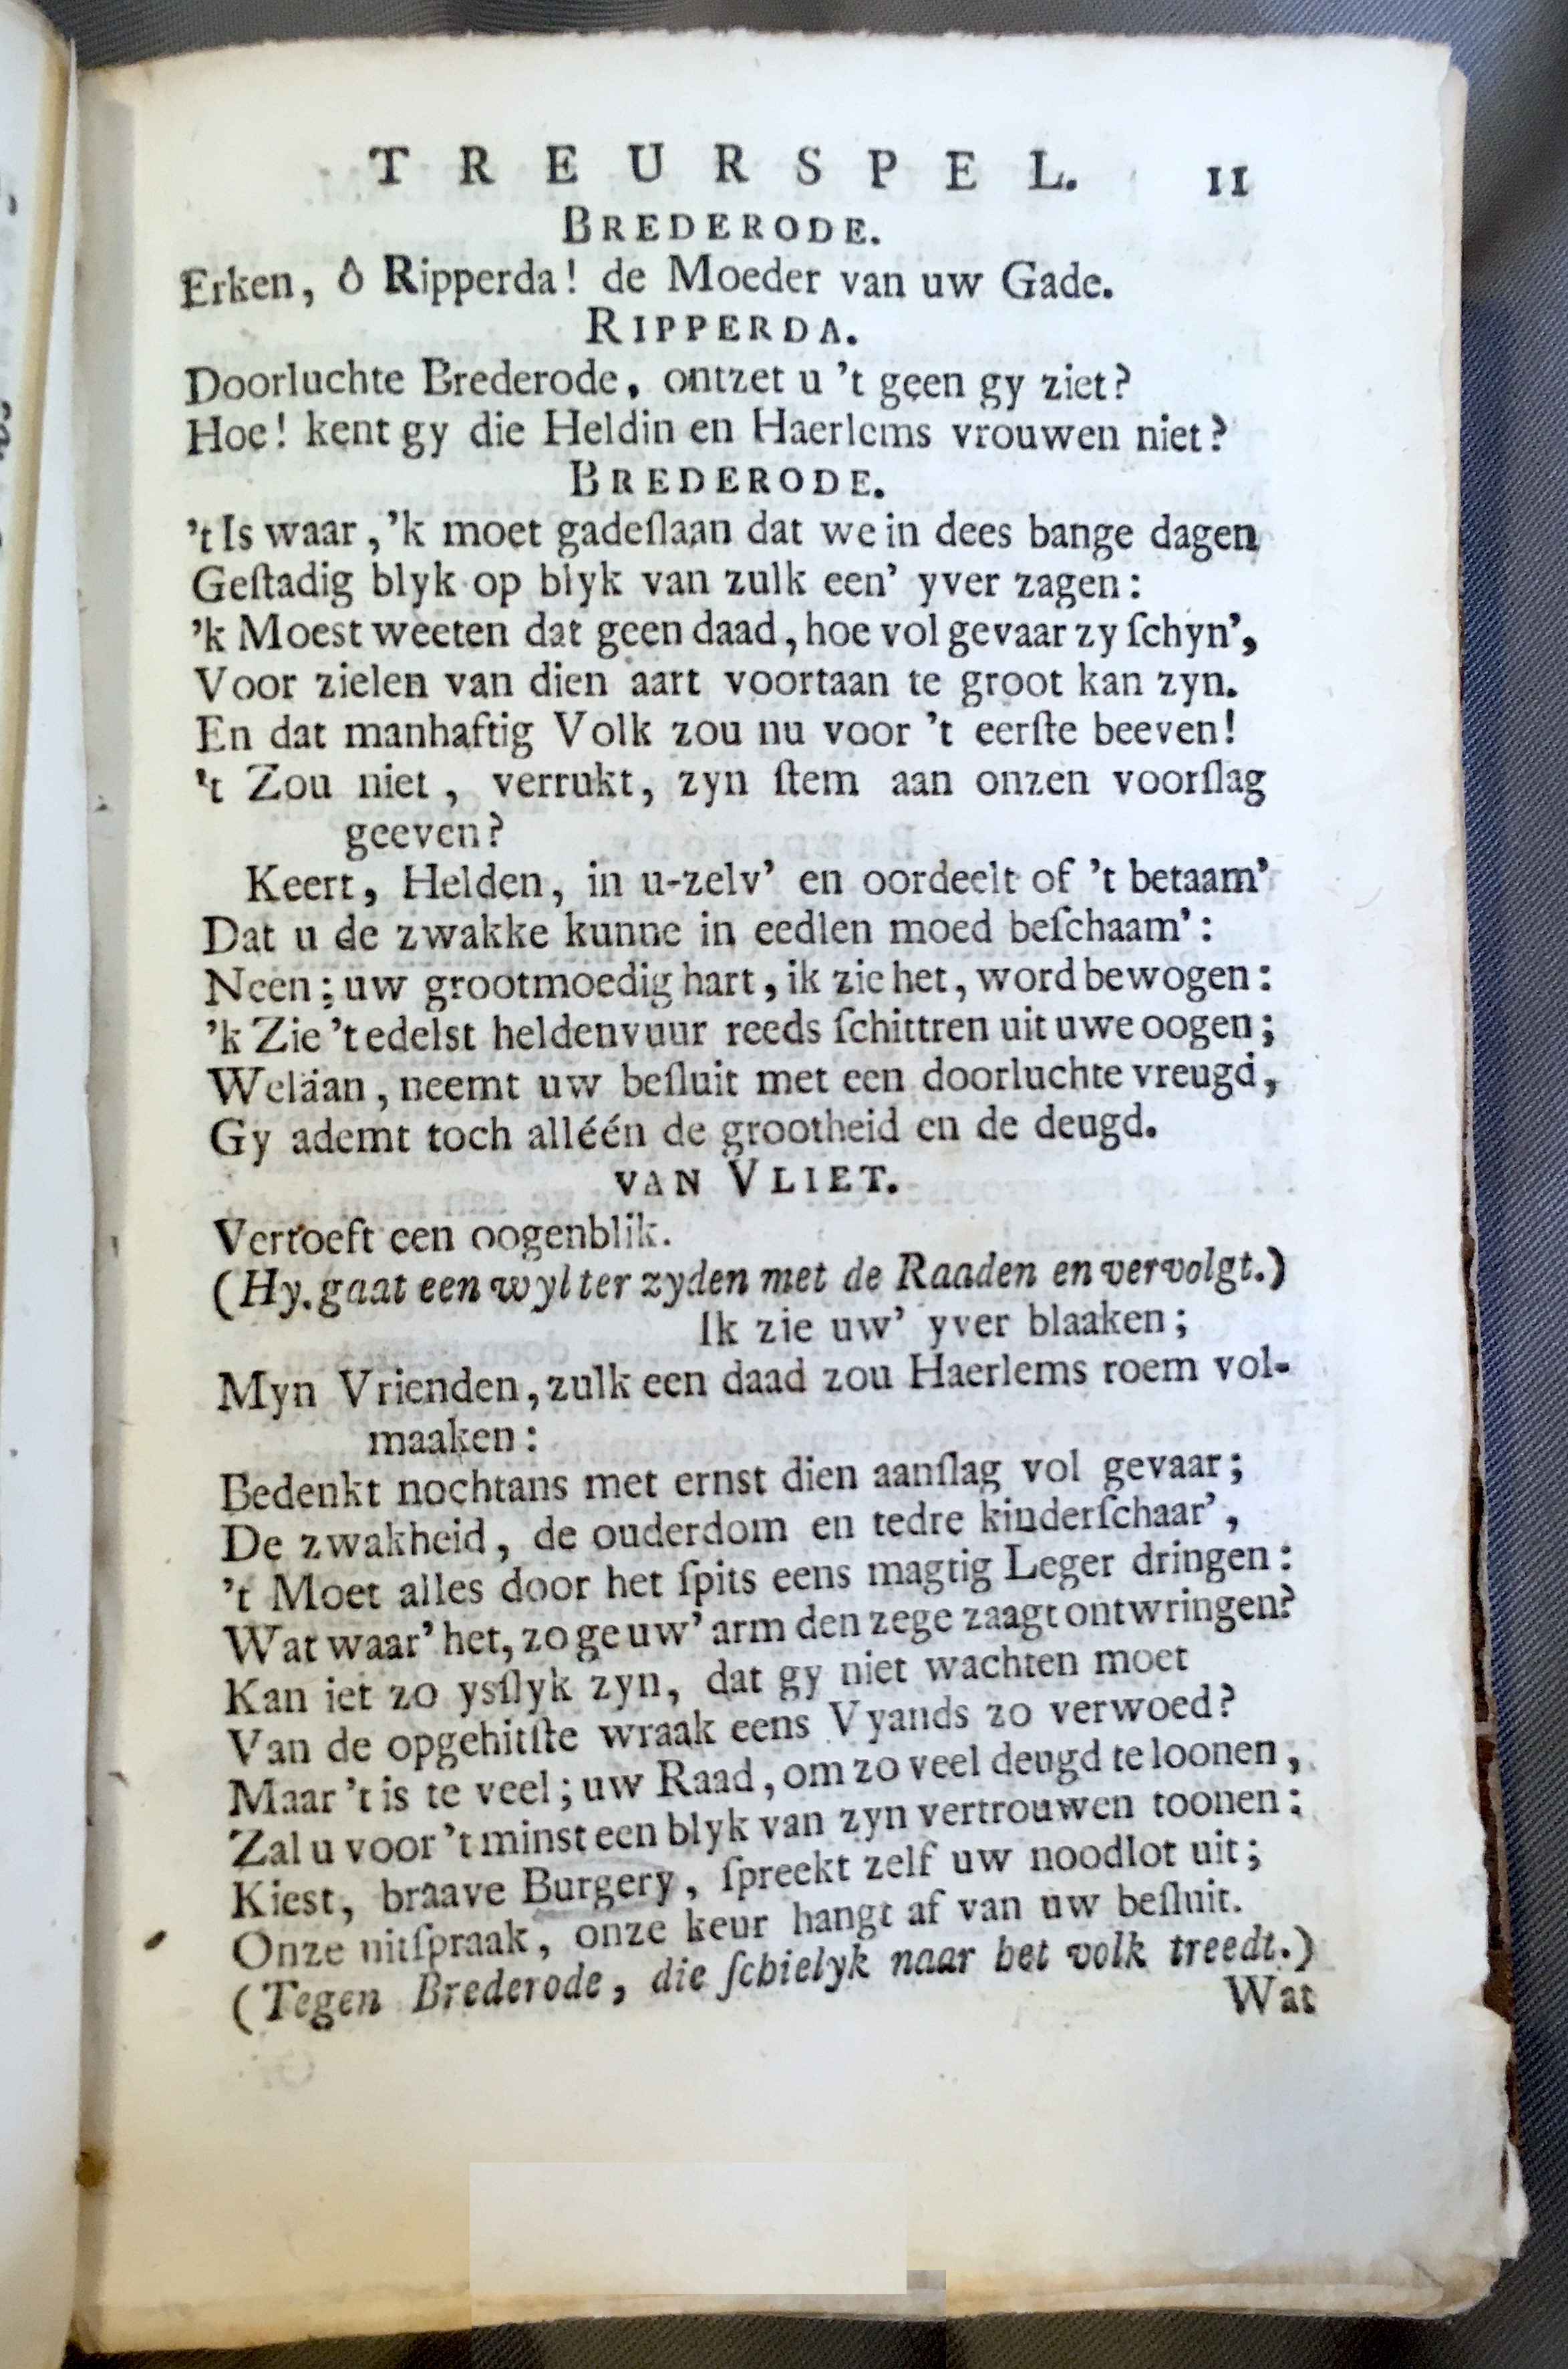 TREURSPEL. 11
BREDERODE.
Erken, ô Ripperda! de Moeder van uw Gade.
RIPPERDA.
Doorluchte Brederode, ontzet u 't geen gy ziet?
Hoe! kent gy die Heldin en Haerlems vrouwen niet?
BREDERODE.
't Is waar, 'k moet gadeſlaan dat we in dees bange dagen
Geſtadig blyk op blyk van zulk een' yver zagen:
'k Moest weeten dat geen daad, hoe vol gevaar zy ſchyn',
Voor zielen van dien aart voortaan te groot kan zyn.
En dat manhaftig Volk zou nu voor 't eerſte beeven!
't Zou niet, verrukt, zyn ſtem aan onzen voorſlag
geeven?
Keert, Helden, in u-zelv' en oordeelt of 't betaam'
Dat u de zwakke kunne in eedlen moed beſchaam':
Neen; uw grootmoedig hart, ik zie het, word bewogen:
'k Zie 't edelst heldenvuur reeds ſchittren uit uwe oogen;
Weläan, neemt uw beſluit met een doorluchte vreugd,
Gy ademt toch alléén de grootheid en de deugd.
VAN VLIET.
Vertoeft een oogenblik.
(Hy gaat een wyl ter zyden met de Raaden en vervolgt.)
Ik zie uw' yver blaaken;
Myn Vrienden, zulk een daad zou Haerlems roem vol-
maaken:
Bedenkt nochtans met ernst dien aanſlag vol gevaar;
De zwakheid, de ouderdom en tedre kinderſchaar',
't Moet alles door het ſpits eens magtig Leger dringen:
Wat waar' het, zo ge uw' arm den zege zaagt ontwringen?
Kan iet zo ysſlyk zyn, dat gy niet wachten moet
Van de opgehitſte wraak eens Vyands zo verwoed?
Maar 't is te veel; uw Raad, om zo veel deugd te loonen,
Zal u voor 't minst een blyk van zyn vertrouwen toonen:
Kiest, braave Burgery, ſpreekt zelf uw noodlot uit;
Onze uitſpraak, onze keur hangt af van uw beſluit.
(Tegen Brederode, die ſchielyk naar het volk treedt.)
Wat